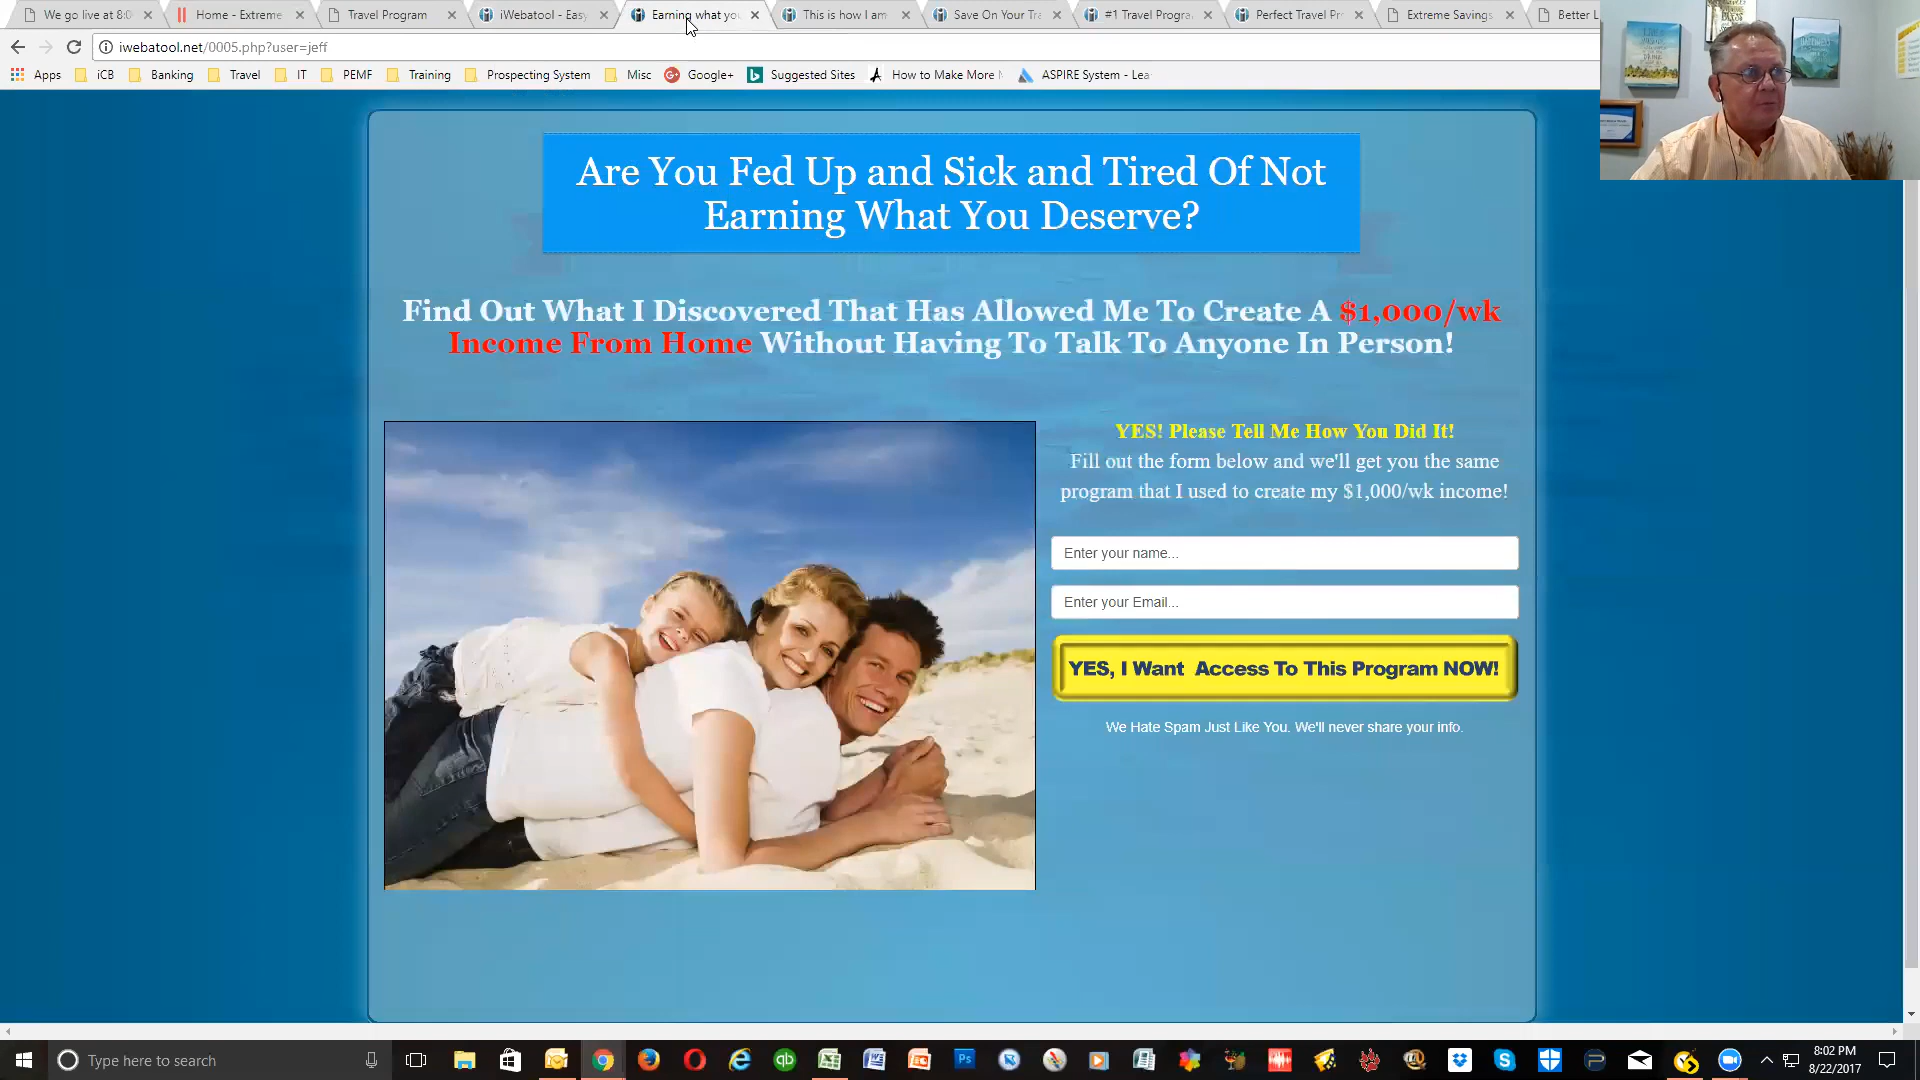 We go live at 8:0
Home - Extreme
Travel Program
iWebatool - Easy
Earning what you
This is how I am
Save On Your Tra
#1 Travel Progra
Perfect Travel Pr
Extreme Savings
Better L
iwebatool.net/0005.php?user=jeff
Apps
iCB
Banking
Travel
IT
PEMF
Training
Prospecting System
Misc
Google+
Suggested Sites
How to Make More
ASPIRE System - Lea
Are You Fed Up and Sick and Tired Of Not
Earning What You Deserve?
Find Out What I Discovered That Has Allowed Me To Create A $1,000/wk
Income From Home Without Having To Talk To Anyone In Person!
YES! Please Tell Me How You Did It!
Fill out the form below and we'll get you the same
program that I used to create my $1,000/wk income!
Enter your name...
Enter your Email...
YES, I Want Access To This Program NOW!
We Hate Spam Just Like You. We'll never share your info.
Type here to search
8:02 PM
8/22/2017